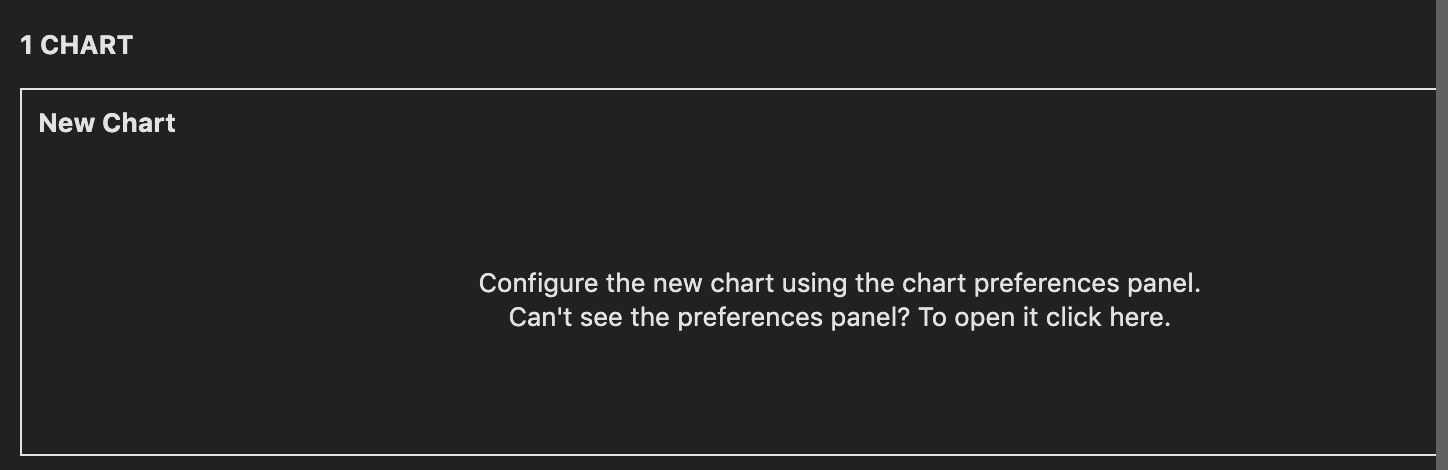 1 CHART
New Chart
Configure the new chart using the chart preferences panel.
Can't see the preferences panel? To open it click here.